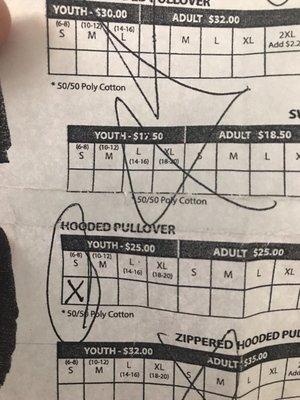 PULLOVER
YOUTH - $30.00 ADULT $32.00
(6-8) (10-12) (14-16) 2XL
S M L S M L XL Add $2.
* 50/50 Poly Cotton
YOUTH - $17.50 ADULT $18.50
(6-8) (10-12) L XL
S M (14-16) (18-20) S M L
* 50/50 Poly Cotton
HOODED PULLOVER
YOUTH - $25.00 ADULT $25.00
(6-8) (10-12) L XL
S M (14-16) (18-20) S M L XL
X
* 50/50 Poly Cotton
ZIPPERED HOODED PUL
YOUTH - $32.00 ADULT $35.00
(6-8) (10-12) L XL
S M (14-16) (18-20) S M L XL